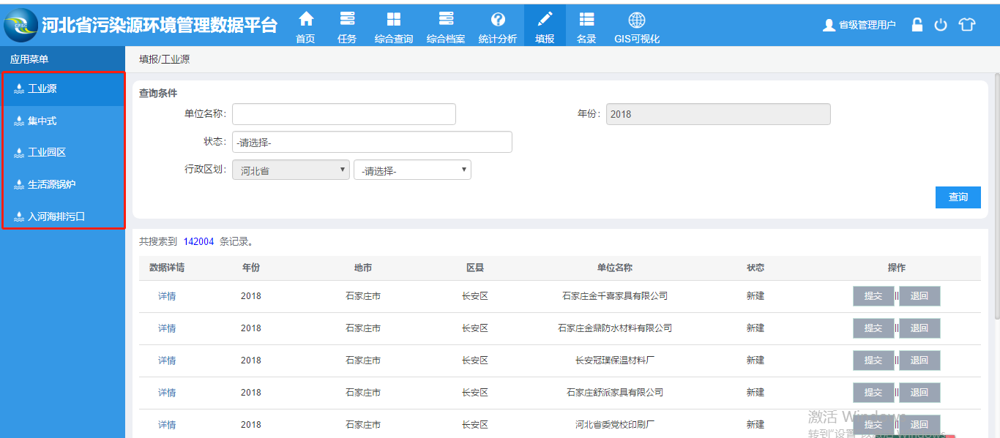 河北省污染源环境管理数据平台
首页 任务 综合查询 综合档案 统计分析 填报 名录 GIS可视化 省级管理用户
应用菜单
工业源
集中式
工业园区
生活源锅炉
入河海排污口
填报/工业源
查询条件
单位名称: 年份: 2018
状态: -请选择-
行政区划: 河北省 -请选择-
查询
共搜索到 142004 条记录。
数据详情 年份 地市 区县 单位名称 状态 操作
详情 2018 石家庄市 长安区 石家庄金千喜家具有限公司 新建 提交 || 退回
详情 2018 石家庄市 长安区 石家庄金鼎防水材料有限公司 新建 提交 || 退回
详情 2018 石家庄市 长安区 长安冠璞保温材料厂 新建 提交 || 退回
详情 2018 石家庄市 长安区 石家庄舒派家具有限公司 新建 提交 || 退回
详情 2018 石家庄市 长安区 河北省委党校印刷厂 新建 提交 || 退回
激活 Windows
转到"设置"以激活 Windows。